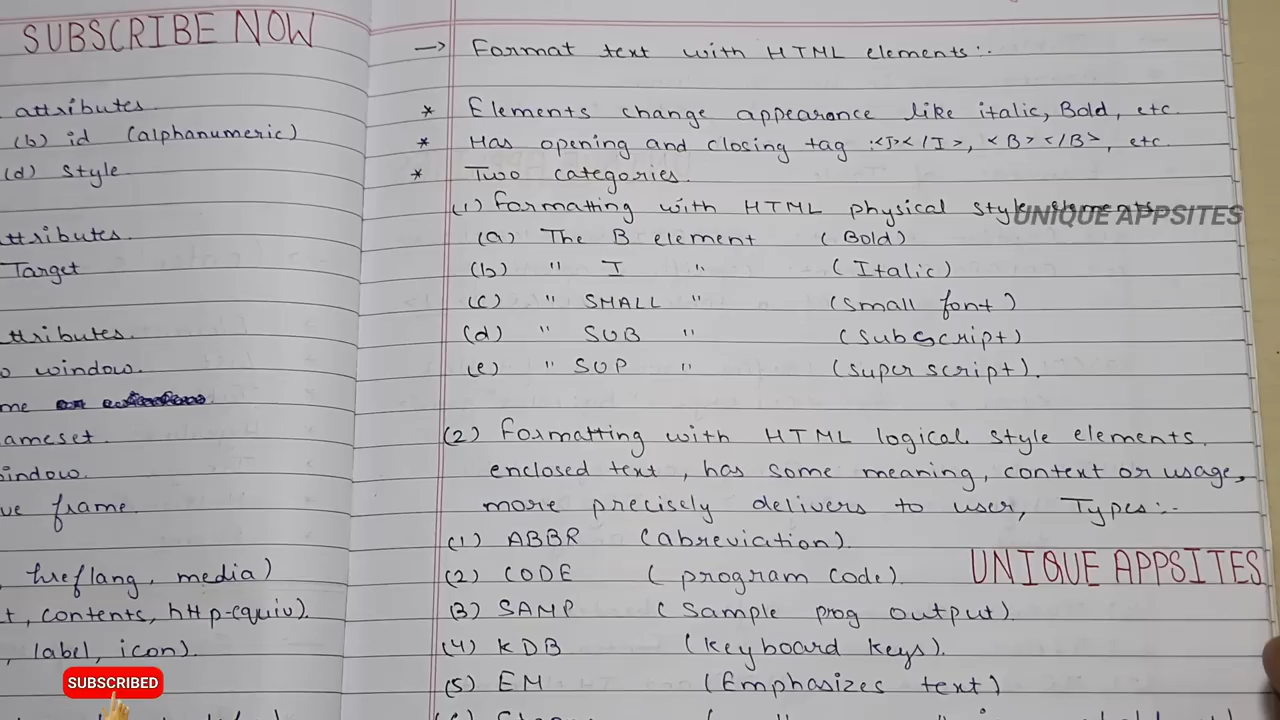 SUBSCRIBE NOW
attributes.
(b) id (alphanumeric)
(d) style
ttributes.
Target
ttributes.
o window.
me
ameset.
indow.
ve frame
hreflang, media)
t, contents, http-equiv).
, label, icon).
SUBSCRIBED
→ Format text with HTML elements:-
* Elements change appearance like italic, Bold, etc.
* Has opening and closing tag :<I></I>, <B></B>, etc.
* Two categories.
(1) Formatting with HTML physical style elements
UNIQUE APPSITES
(a) The B element (Bold)
(b) " I " (Italic)
(c) " SMALL " (Small font)
(d) " SUB " (Subscript)
(e) " SUP " (Super script).
(2) Formatting with HTML logical style elements.
enclosed text, has some meaning, context or usage,
more precisely delivers to user, Types:-
(1) ABBR (abreviation).
(2) CODE (program code).
UNIQUE APPSITES
(3) SAMP (Sample prog output).
(4) KDB (Keyboard keys).
(5) EM (Emphasizes text)